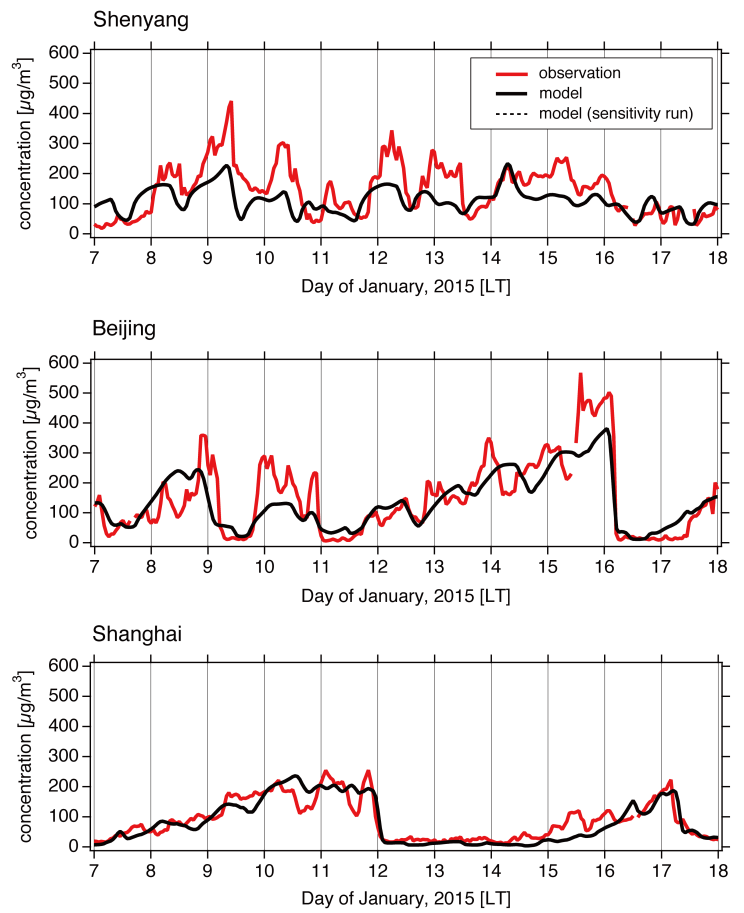 Shenyang
concentration [µg/m3]
600
500
400
300
200
100
0
observation
model
model (sensitivity run)
7 8 9 10 11 12 13 14 15 16 17 18
Day of January, 2015 [LT]
Beijing
concentration [µg/m3]
600
500
400
300
200
100
0
7 8 9 10 11 12 13 14 15 16 17 18
Day of January, 2015 [LT]
Shanghai
concentration [µg/m3]
600
500
400
300
200
100
0
7 8 9 10 11 12 13 14 15 16 17 18
Day of January, 2015 [LT]